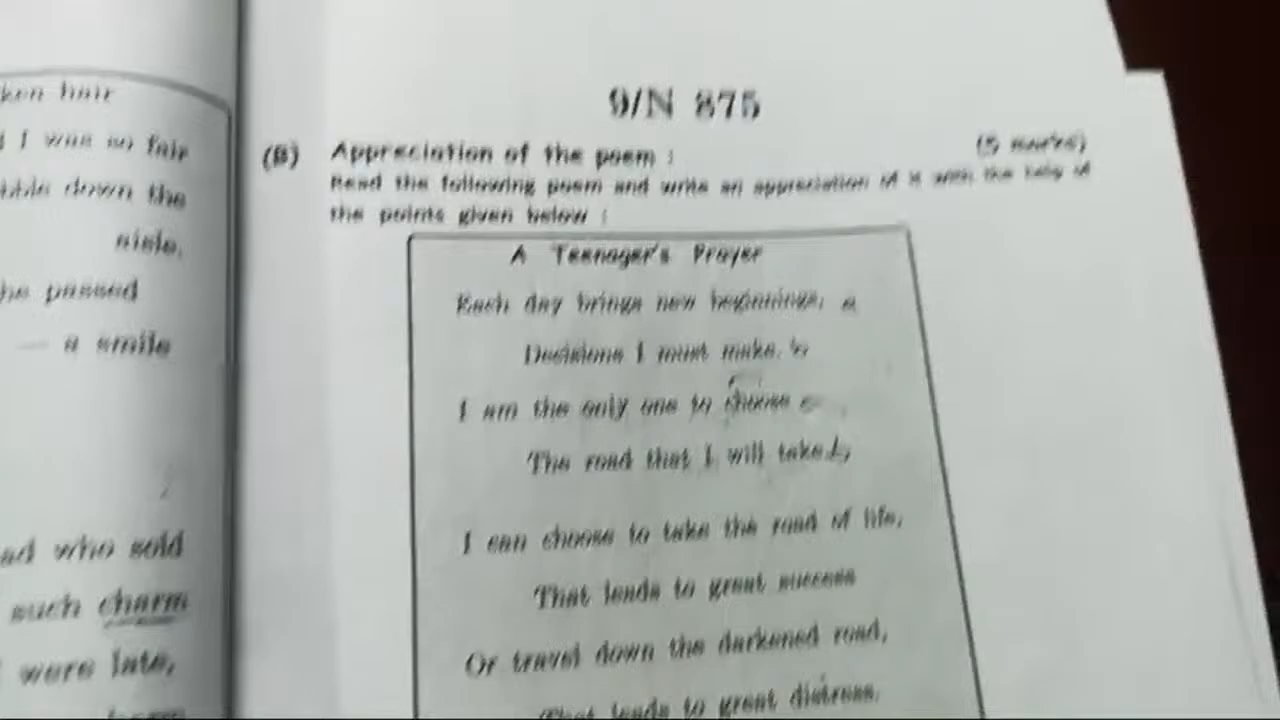 ken hair
I was so fair
down the
aisle.
he passed
— a smile
ad who sold
such charm
were late,
9/N 875
(B) Appreciation of the poem : (5 marks)
Read the following poem and write an appreciation of it with the help of
the points given below :
A Teenager's Prayer
Each day brings new beginnings, a
Decisions I must make. b
I am the only one to choose c
The road that I will take. b
I can choose to take the road of life,
That leads to great success
Or travel down the darkened road,
That leads to great distress.